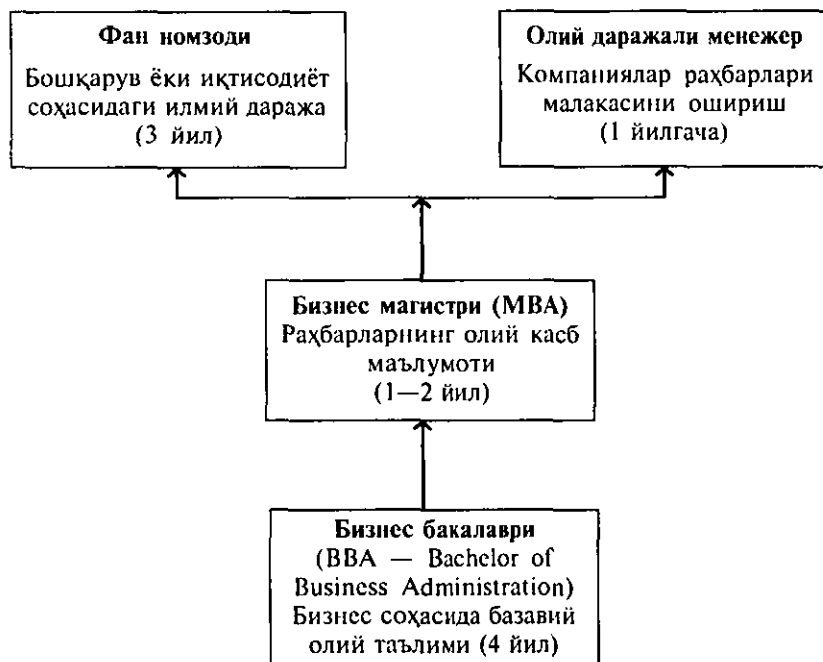 Фан номзоди
Бошқарув ёки иқтисодиёт
соҳасидаги илмий даража
(3 йил)
Олий даражали менежер
Компаниялар раҳбарлари
малакасини ошириш
(1 йилгача)
Бизнес магистри (МВА)
Раҳбарларнинг олий касб
маълумоти
(1—2 йил)
Бизнес бакалаври
(BBA — Bachelor of
Business Administration)
Бизнес соҳасида базавий
олий таълими (4 йил)